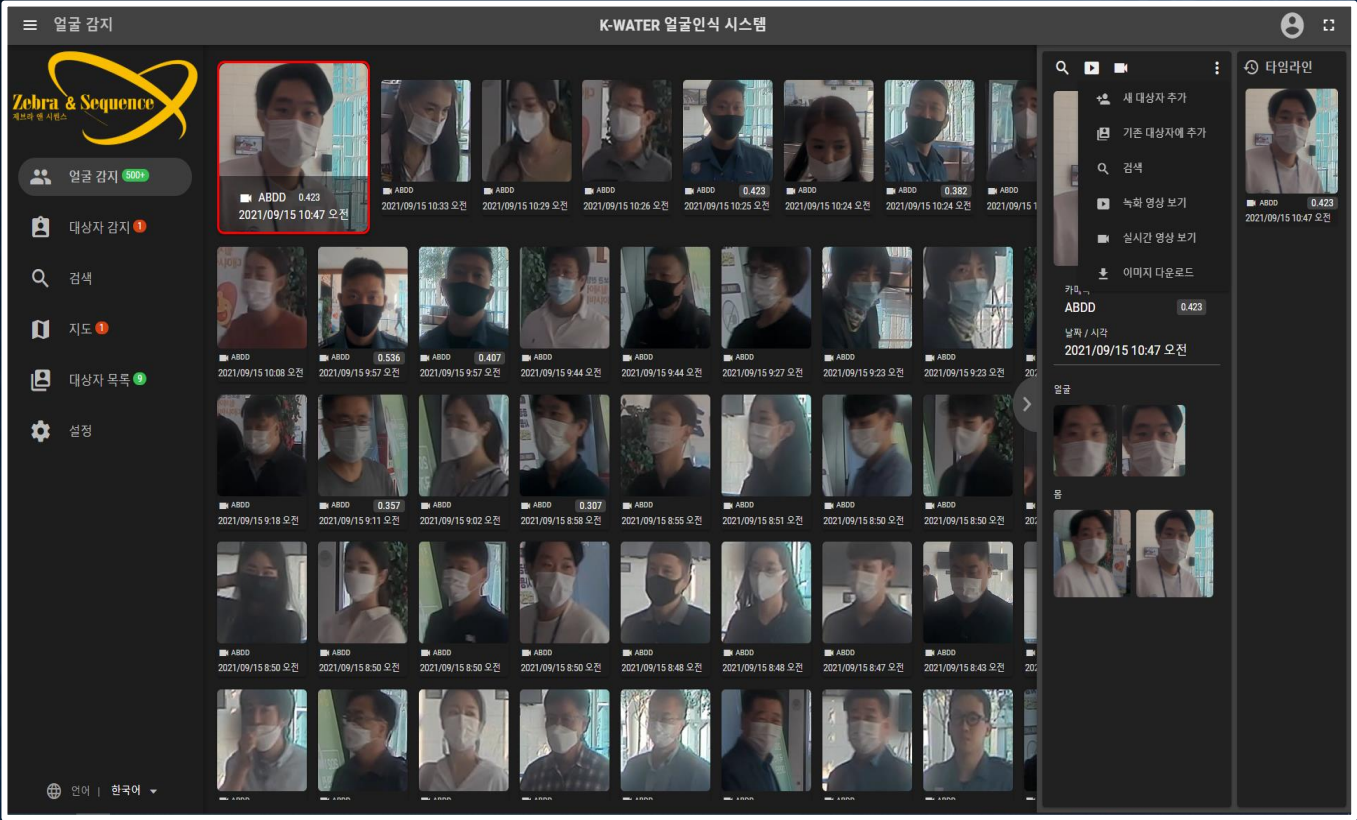 얼굴 감지
K-WATER 얼굴인식 시스템
Zebra & Sequence
제브라 앤 시퀀스
얼굴 감지 500+
대상자 감지 1
검색
지도 1
대상자 목록 9
설정
언어 | 한국어
ABDD 0.423
2021/09/15 10:47 오전
ABDD
2021/09/15 10:33 오전
ABDD
2021/09/15 10:29 오전
ABDD
2021/09/15 10:26 오전
ABDD 0.423
2021/09/15 10:25 오전
ABDD
2021/09/15 10:24 오전
ABDD 0.382
2021/09/15 10:24 오전
ABDD
2021/09/15 1
ABDD
2021/09/15 10:08 오전
ABDD 0.536
2021/09/15 9:57 오전
ABDD 0.407
2021/09/15 9:57 오전
ABDD
2021/09/15 9:44 오전
ABDD
2021/09/15 9:44 오전
ABDD
2021/09/15 9:27 오전
ABDD
2021/09/15 9:23 오전
ABDD
2021/09/15 9:23 오전
ABDD
2021/09/15 9:18 오전
ABDD 0.357
2021/09/15 9:11 오전
ABDD
2021/09/15 9:02 오전
ABDD 0.307
2021/09/15 8:58 오전
ABDD
2021/09/15 8:55 오전
ABDD
2021/09/15 8:51 오전
ABDD
2021/09/15 8:50 오전
ABDD
2021/09/15 8:50 오전
ABDD
2021/09/15 8:50 오전
ABDD
2021/09/15 8:50 오전
ABDD
2021/09/15 8:50 오전
ABDD
2021/09/15 8:50 오전
ABDD
2021/09/15 8:48 오전
ABDD
2021/09/15 8:48 오전
ABDD
2021/09/15 8:47 오전
ABDD
2021/09/15 8:43 오전
새 대상자 추가
기존 대상자에 추가
검색
녹화 영상 보기
실시간 영상 보기
이미지 다운로드
ABDD 0.423
날짜 / 시각
2021/09/15 10:47 오전
얼굴
몸
타임라인
ABDD 0.423
2021/09/15 10:47 오전